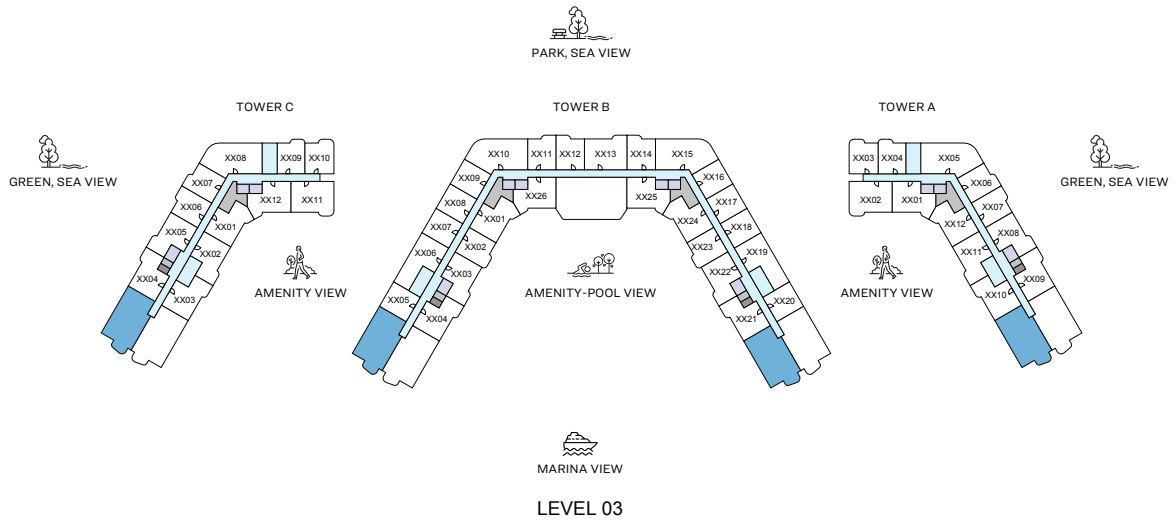 PARK, SEA VIEW
TOWER C
TOWER B
TOWER A
GREEN, SEA VIEW
GREEN, SEA VIEW
XX08
XX09
XX10
XX07
XX12
XX11
XX06
XX01
XX05
XX02
XX04
XX03
XX10
XX11
XX12
XX13
XX14
XX15
XX09
XX16
XX26
XX25
XX08
XX17
XX01
XX24
XX07
XX18
XX02
XX23
XX06
XX19
XX03
XX22
XX05
XX20
XX04
XX21
XX03
XX04
XX05
XX02
XX01
XX06
XX07
XX12
XX08
XX11
XX09
XX10
AMENITY VIEW
AMENITY-POOL VIEW
AMENITY VIEW
MARINA VIEW
LEVEL 03